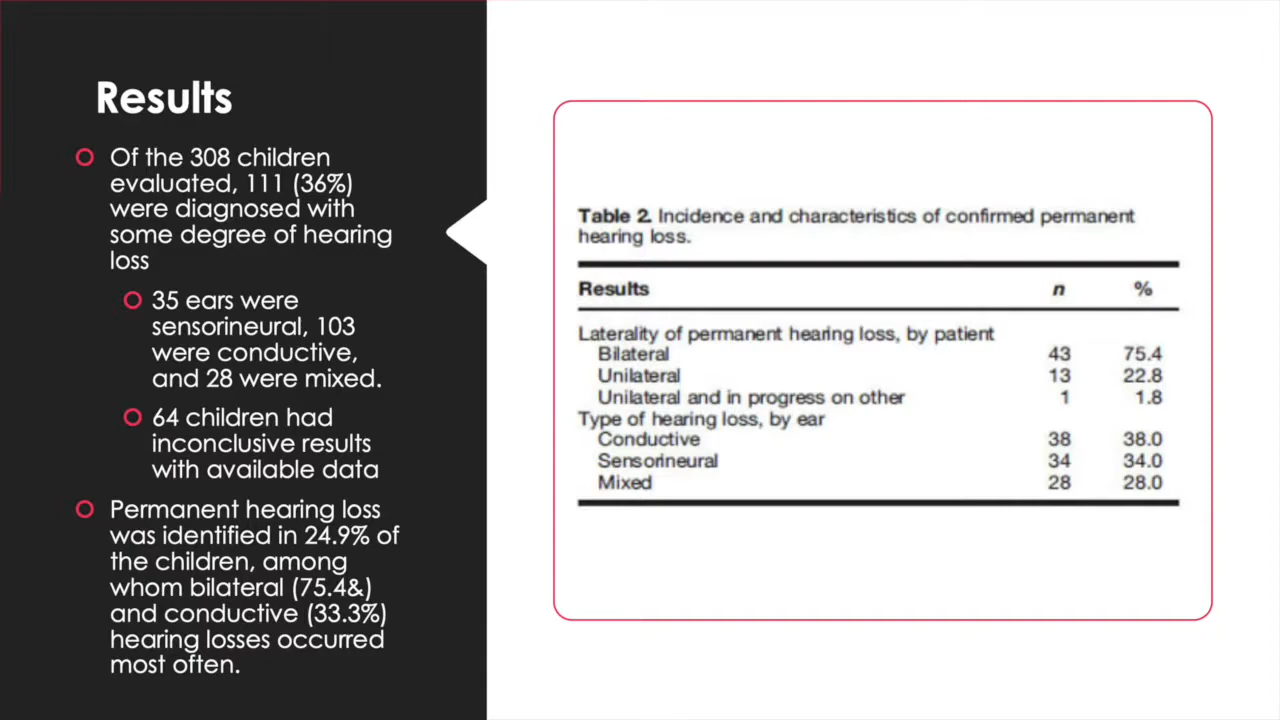 Results
Of the 308 children
evaluated, 111 (36%)
were diagnosed with
some degree of hearing
loss
35 ears were
sensorineural, 103
were conductive,
and 28 were mixed.
64 children had
inconclusive results
with available data
Permanent hearing loss
was identified in 24.9% of
the children, among
whom bilateral (75.4&)
and conductive (33.3%)
hearing losses occurred
most often.
Table 2. Incidence and characteristics of confirmed permanent
hearing loss.
Results n %
Laterality of permanent hearing loss, by patient
Bilateral 43 75.4
Unilateral 13 22.8
Unilateral and in progress on other 1 1.8
Type of hearing loss, by ear
Conductive 38 38.0
Sensorineural 34 34.0
Mixed 28 28.0